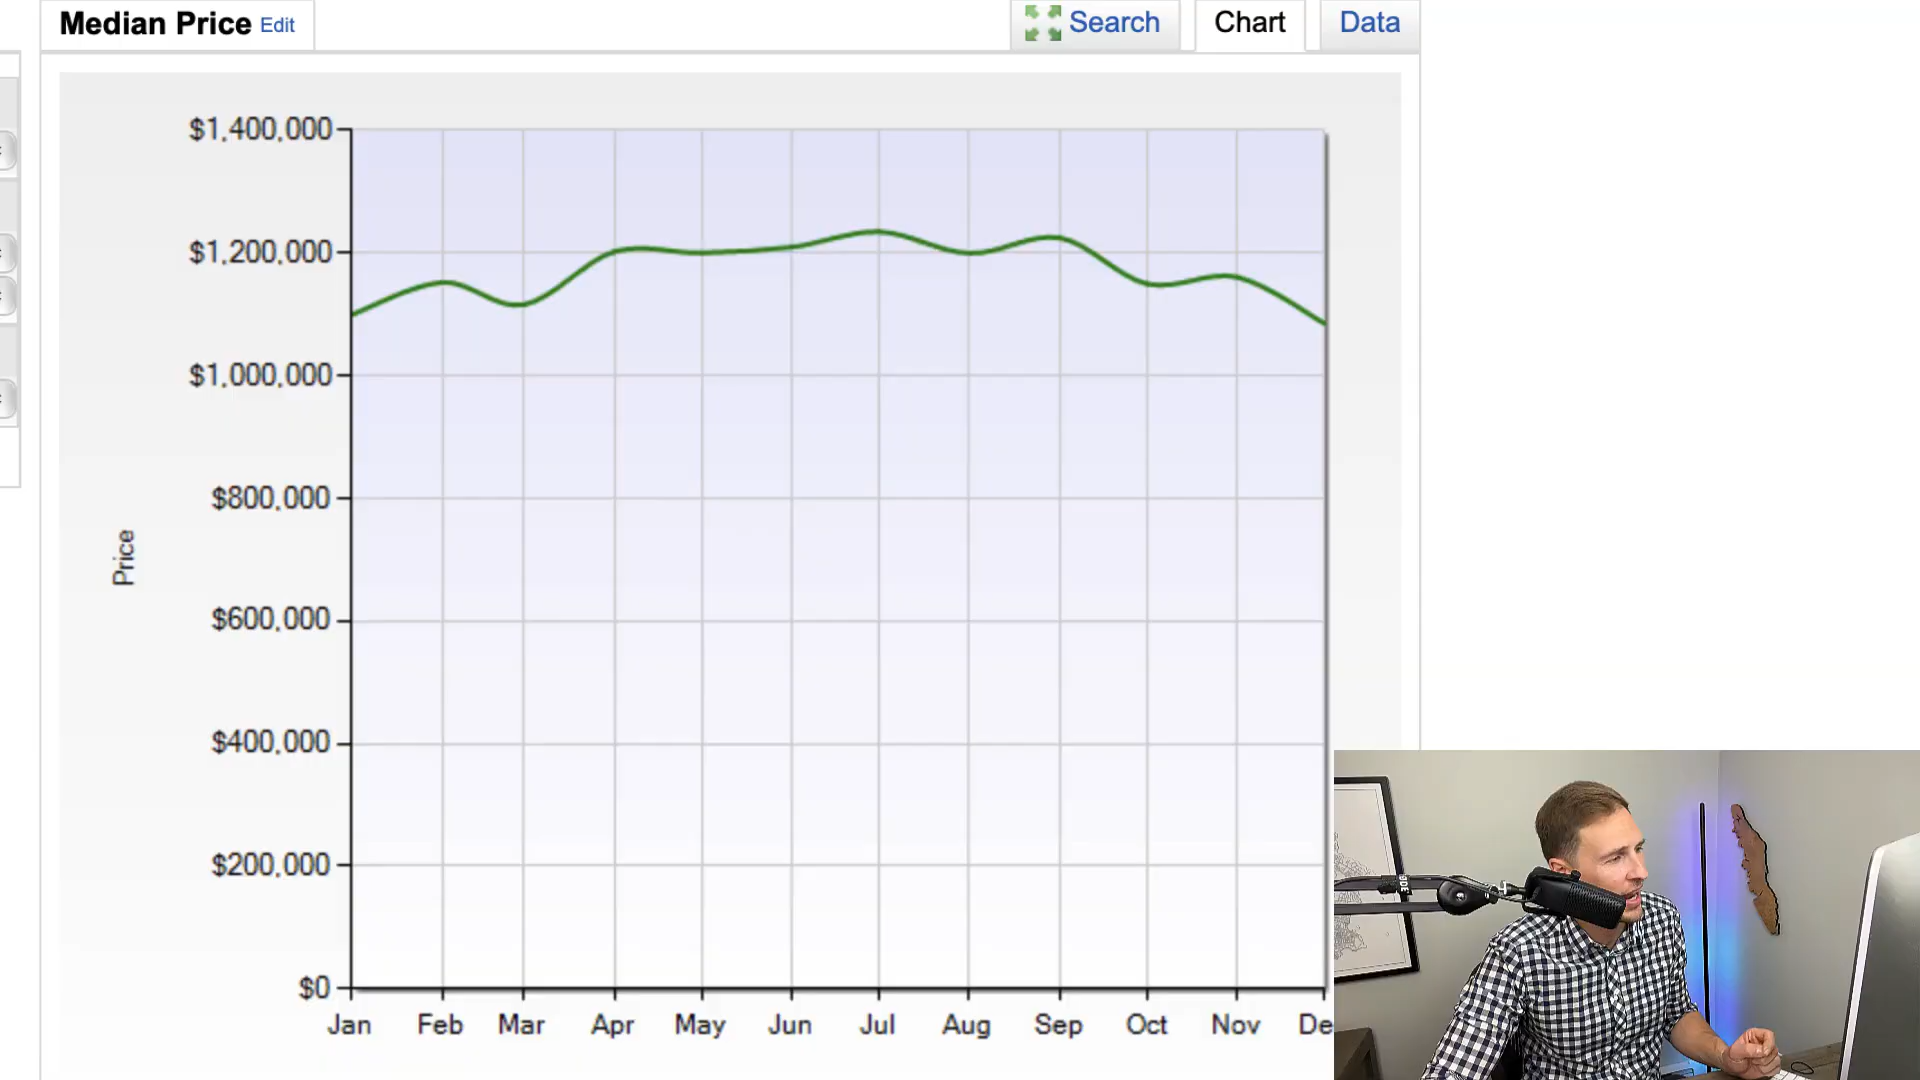 Median Price Edit
Search
Chart
Data
$1,400,000
$1,200,000
$1,000,000
$800,000
$600,000
$400,000
$200,000
$0
Price
Jan Feb Mar Apr May Jun Jul Aug Sep Oct Nov De